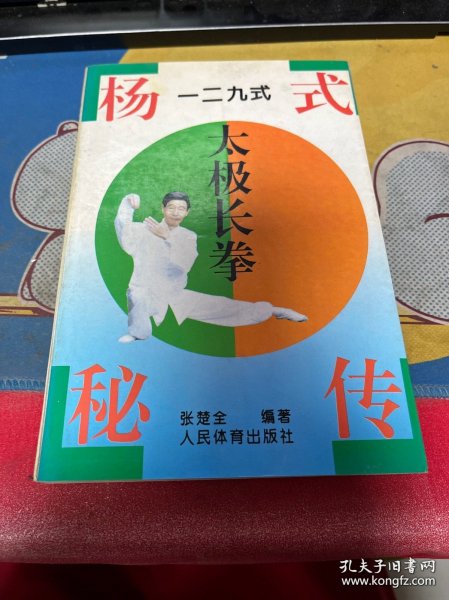 杨 式
一二九式
太极长拳
秘 传
张楚全 编著
人民体育出版社
孔夫子旧书网
www.kongfz.com